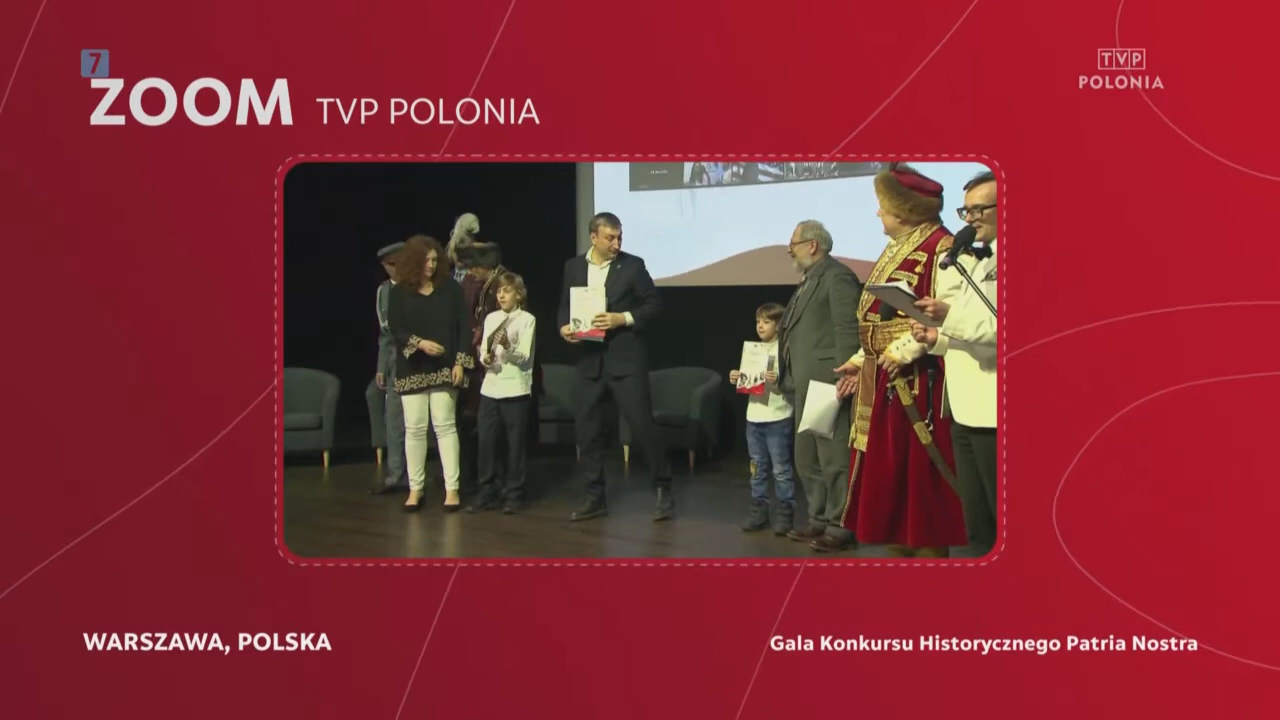 7
ZOOM TVP POLONIA
TVP
POLONIA
WARSZAWA, POLSKA
Gala Konkursu Historycznego Patria Nostra